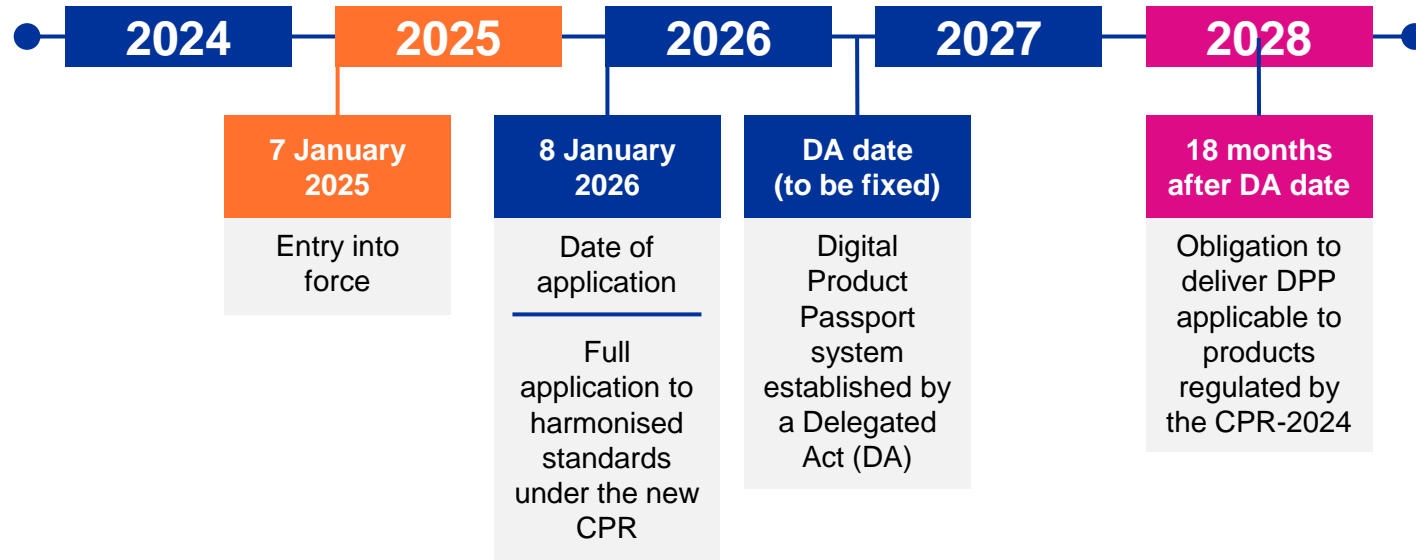 2024
2025
2026
2027
2028
7 January
2025
Entry into
force
8 January
2026
Date of
application
Full
application to
harmonised
standards
under the new
CPR
DA date
(to be fixed)
Digital
Product
Passport
system
established by
a Delegated
Act (DA)
18 months
after DA date
Obligation to
deliver DPP
applicable to
products
regulated by
the CPR-2024